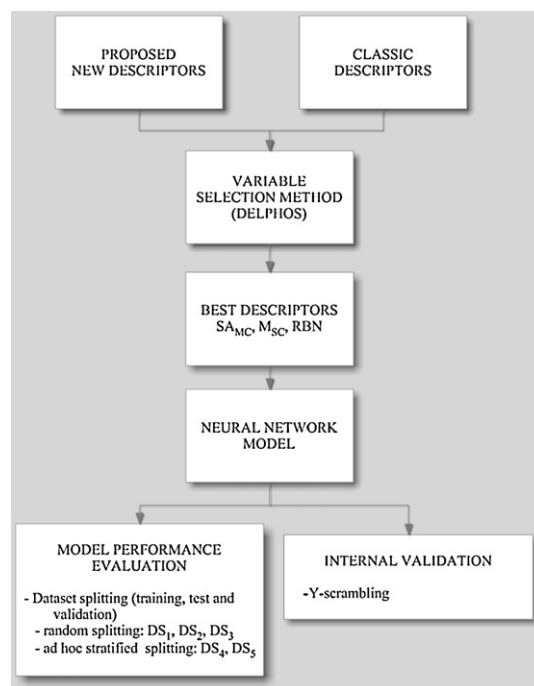 PROPOSED
NEW DESCRIPTORS
CLASSIC
DESCRIPTORS
VARIABLE
SELECTION METHOD
(DELPHOS)
BEST DESCRIPTORS
SA_MC, M_SC, RBN
NEURAL NETWORK
MODEL
MODEL PERFORMANCE
EVALUATION
- Dataset splitting (training, test and
validation)
- random splitting: DS1, DS2, DS3
- ad hoc stratified splitting: DS4, DS5
INTERNAL VALIDATION
-Y-scrambling